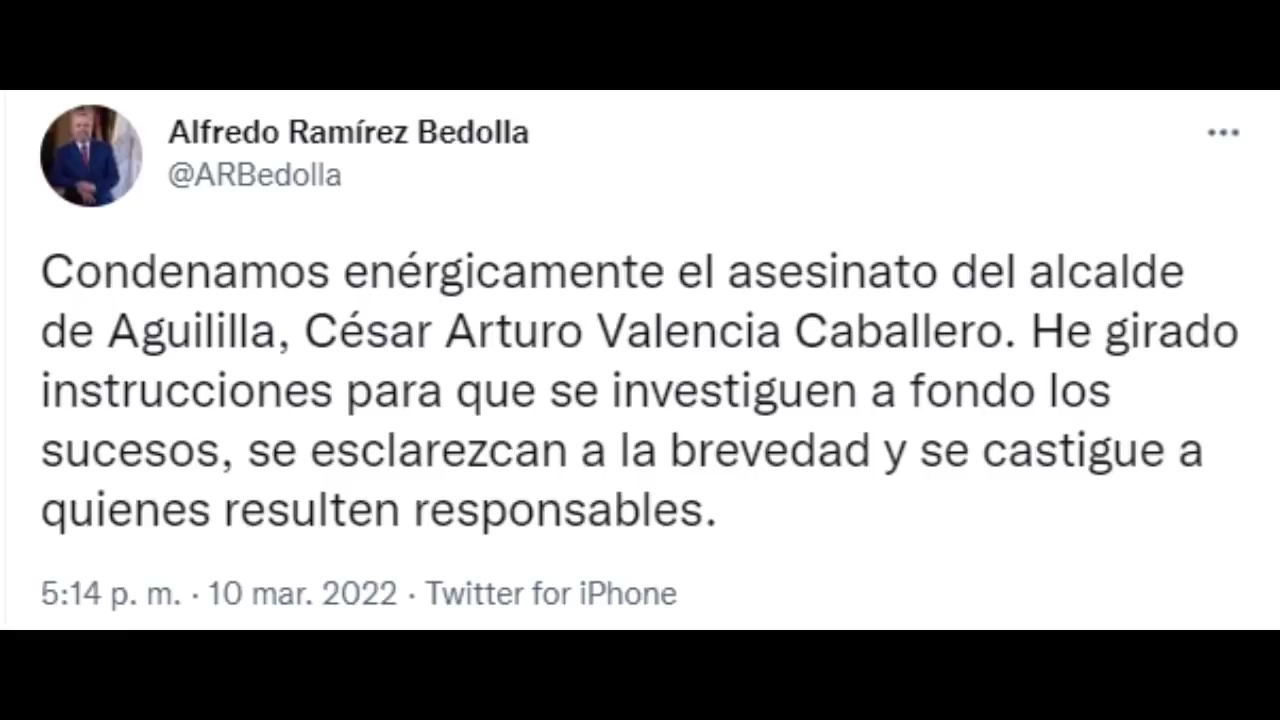 Alfredo Ramírez Bedolla
@ARBedolla
Condenamos enérgicamente el asesinato del alcalde
de Aguililla, César Arturo Valencia Caballero. He girado
instrucciones para que se investiguen a fondo los
sucesos, se esclarezcan a la brevedad y se castigue a
quienes resulten responsables.
5:14 p. m. · 10 mar. 2022 · Twitter for iPhone